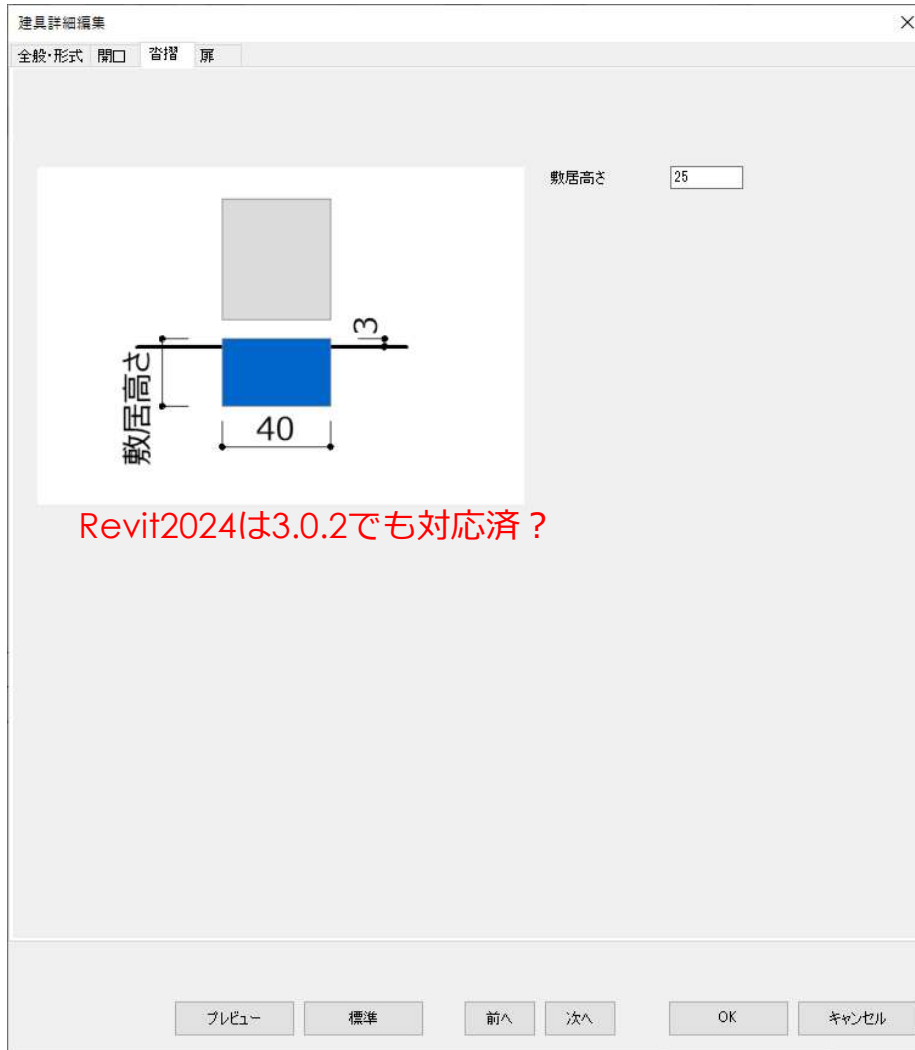 建具詳細編集
全般・形式 開口 沓摺 扉
敷居高さ 25
3
敷居高さ
40
Revit2024は3.0.2でも対応済？
プレビュー 標準 前へ 次へ OK キャンセル